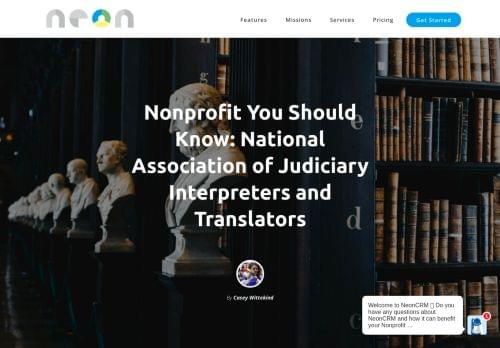 neon
Features
Missions
Services
Pricing
Get Started
Nonprofit You Should
Know: National
Association of Judiciary
Interpreters and
Translators
By Casey Wittekind
Welcome to NeonCRM ▯ Do you
have any questions about
NeonCRM and how it can benefit
your Nonprofit ...
1
e
d